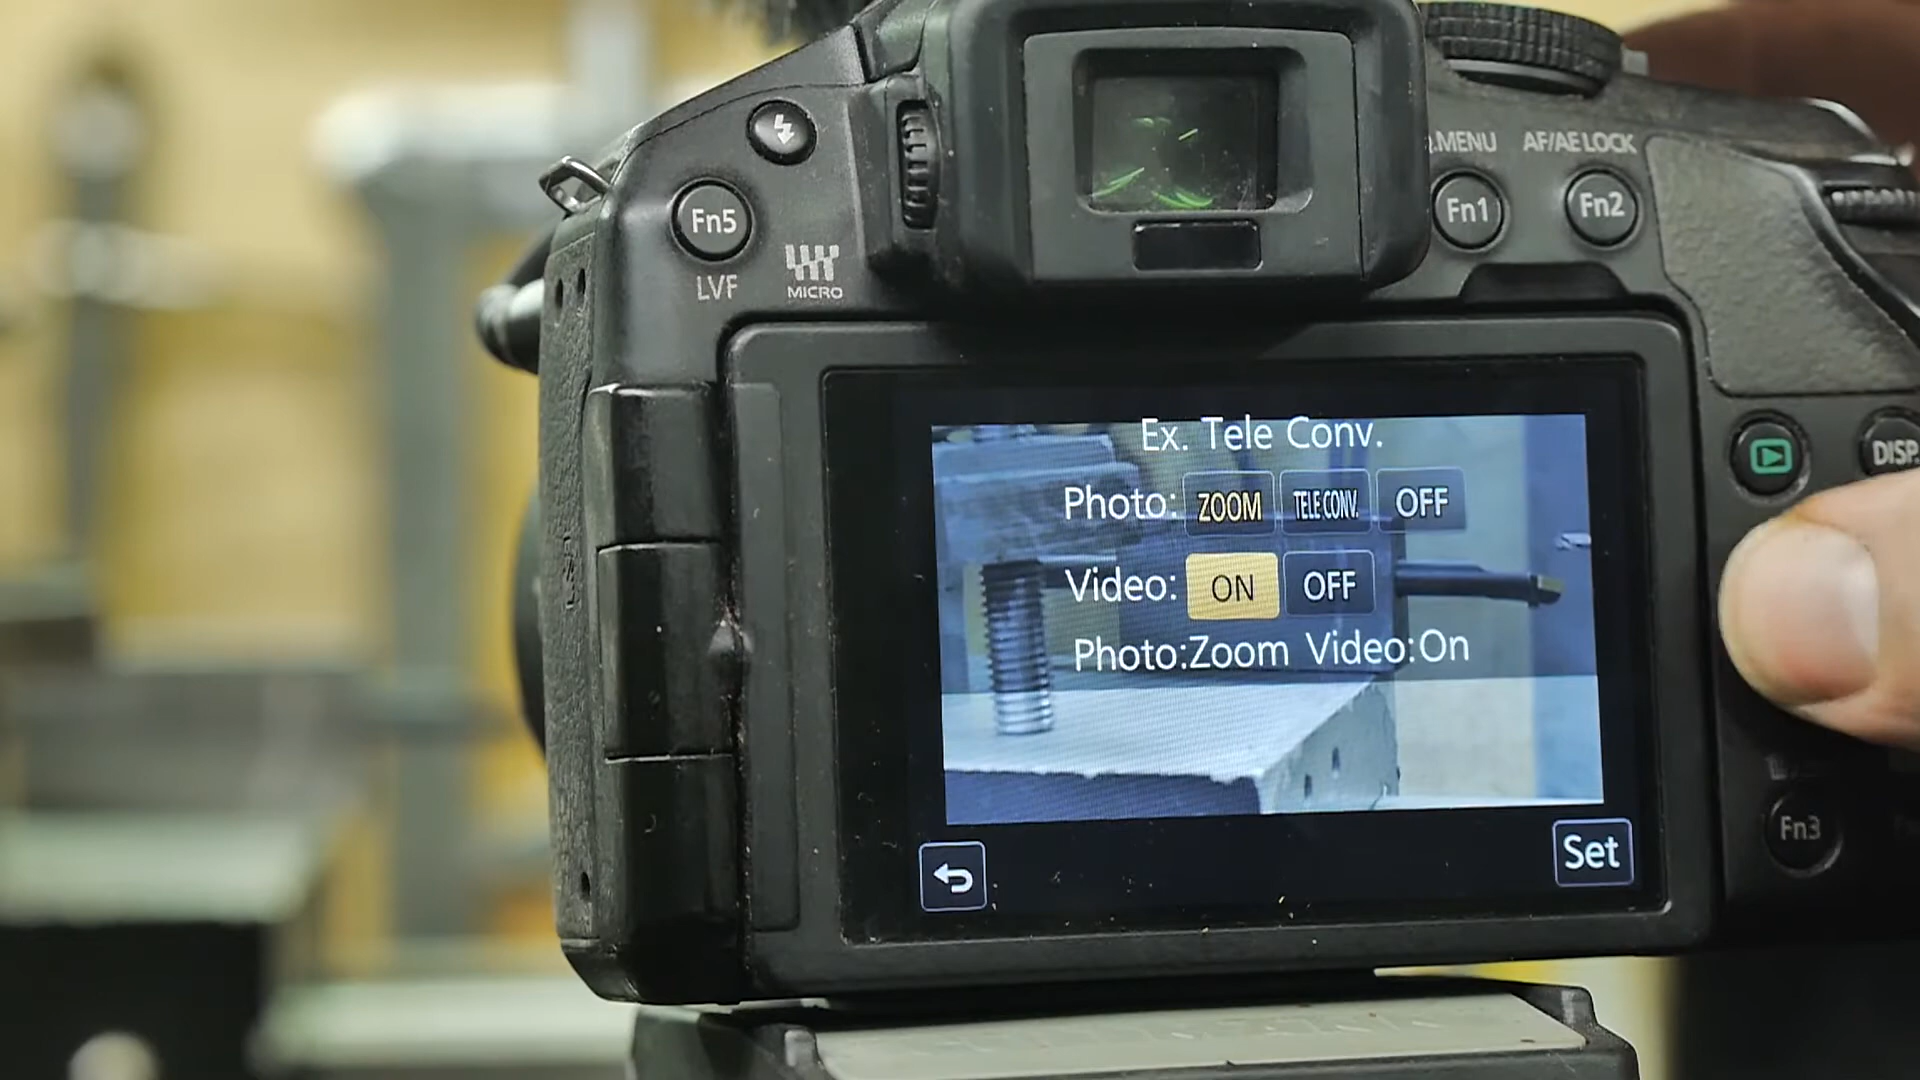 Fn5
LVF
MICRO
.MENU
AF/AE LOCK
Fn1
Fn2
DISP.
Ex. Tele Conv.
Photo: ZOOM TELE CONV. OFF
Video: ON OFF
Photo:Zoom Video:On
Set
Fn3